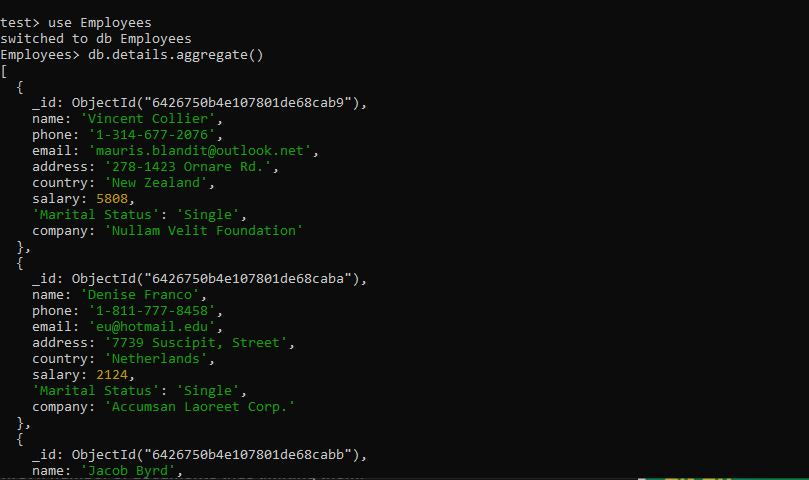 test> use Employees
switched to db Employees
Employees> db.details.aggregate()
[
  {
    _id: ObjectId("6426750b4e107801de68cab9"),
    name: 'Vincent Collier',
    phone: '1-314-677-2076',
    email: 'mauris.blandit@outlook.net',
    address: '278-1423 Ornare Rd.',
    country: 'New Zealand',
    salary: 5808,
    'Marital Status': 'Single',
    company: 'Nullam Velit Foundation'
  },
  {
    _id: ObjectId("6426750b4e107801de68caba"),
    name: 'Denise Franco',
    phone: '1-811-777-8458',
    email: 'eu@hotmail.edu',
    address: '7739 Suscipit, Street',
    country: 'Netherlands',
    salary: 2124,
    'Marital Status': 'Single',
    company: 'Accumsan Laoreet Corp.'
  },
  {
    _id: ObjectId("6426750b4e107801de68cabb"),
    name: 'Jacob Byrd',